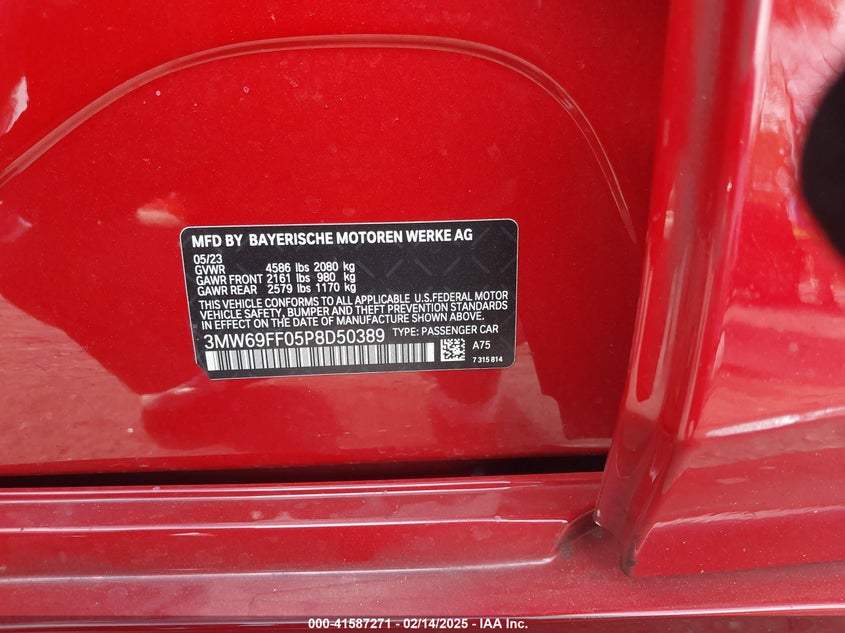 MFD BY BAYERISCHE MOTOREN WERKE AG
05/23
GVWR 4586 lbs 2080 kg
GAWR FRONT 2161 lbs 980 kg
GAWR REAR 2579 lbs 1170 kg
THIS VEHICLE CONFORMS TO ALL APPLICABLE U.S.FEDERAL MOTOR
VEHICLE SAFETY, BUMPER AND THEFT PREVENTION STANDARDS
IN EFFECT ON THE DATE OF MANUFACTURE SHOWN ABOVE.
3MW69FF05P8D50389 TYPE: PASSENGER CAR
A75
7 315 814
000-41587271 - 02/14/2025 - IAA Inc.